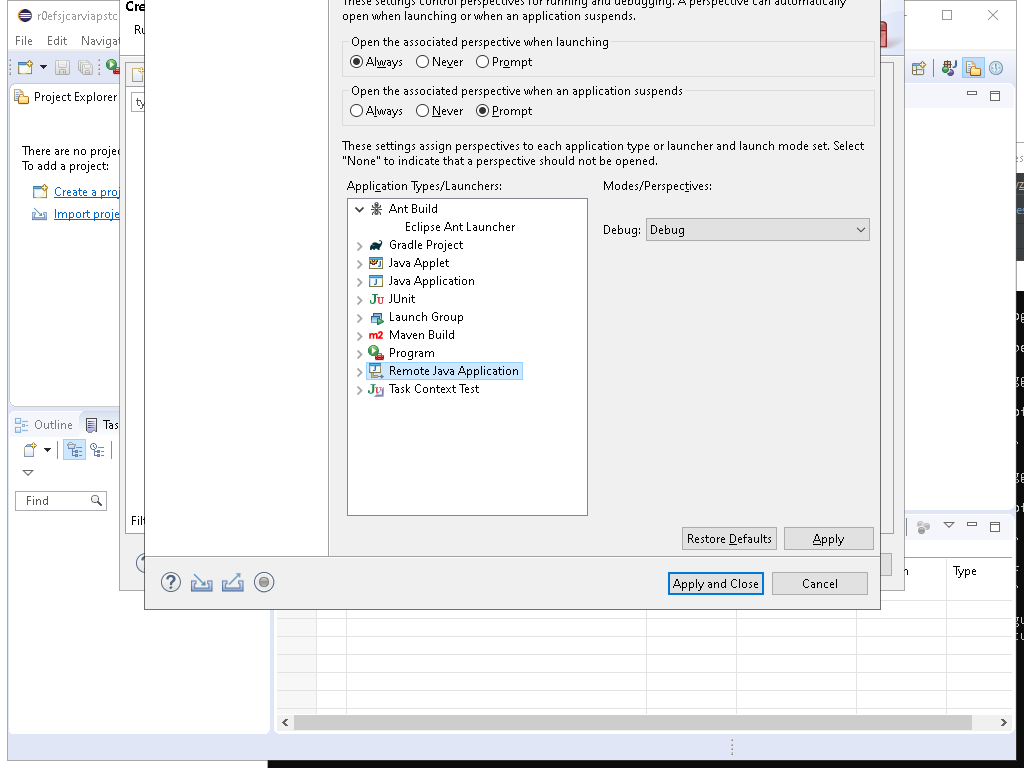 r0efsjcarviapstc
Cre
These settings control perspectives for running and debugging. A perspective can automatically
open when launching or when an application suspends.
File Edit Navigat
Ru
Open the associated perspective when launching
Always Never Prompt
Open the associated perspective when an application suspends
Always Never Prompt
Project Explorer
ty
There are no projec
To add a project:
Create a proj
Import proje
These settings assign perspectives to each application type or launcher and launch mode set. Select
"None" to indicate that a perspective should not be opened.
Application Types/Launchers:
Modes/Perspectives:
Ant Build
Eclipse Ant Launcher
Gradle Project
Java Applet
Java Application
JUnit
Launch Group
Maven Build
Program
Remote Java Application
Task Context Test
Debug: Debug
Outline Tas
Find
Filt
Restore Defaults Apply
Apply and Close Cancel
Type